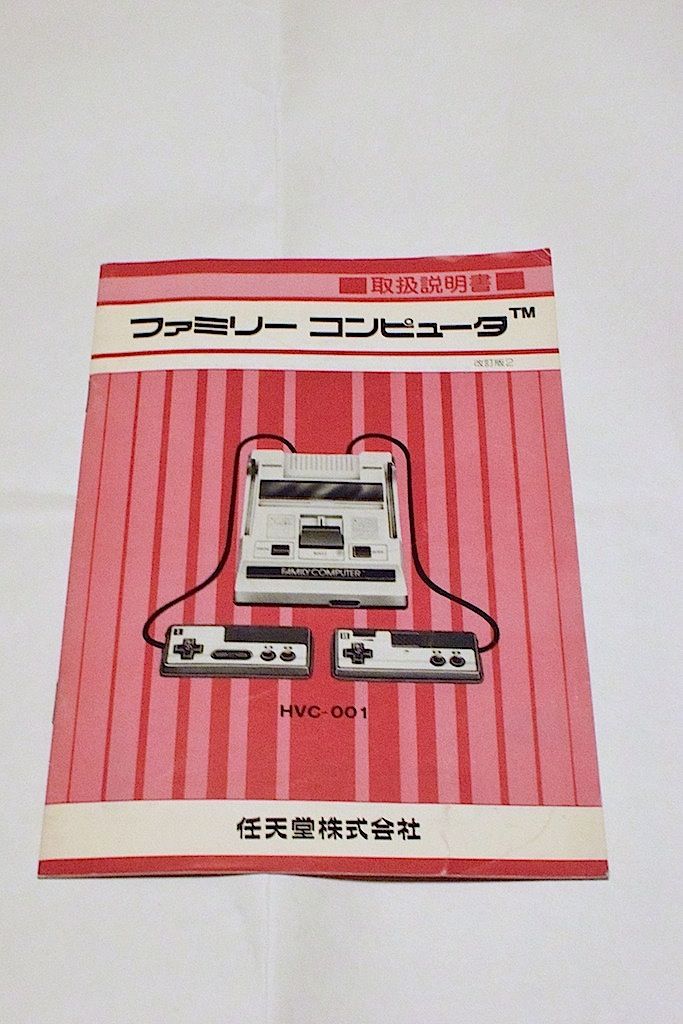 ■取扱説明書■
ファミリー コンピュータ™
改訂版2
FAMILY COMPUTER
I
II
HVC-001
任天堂株式会社